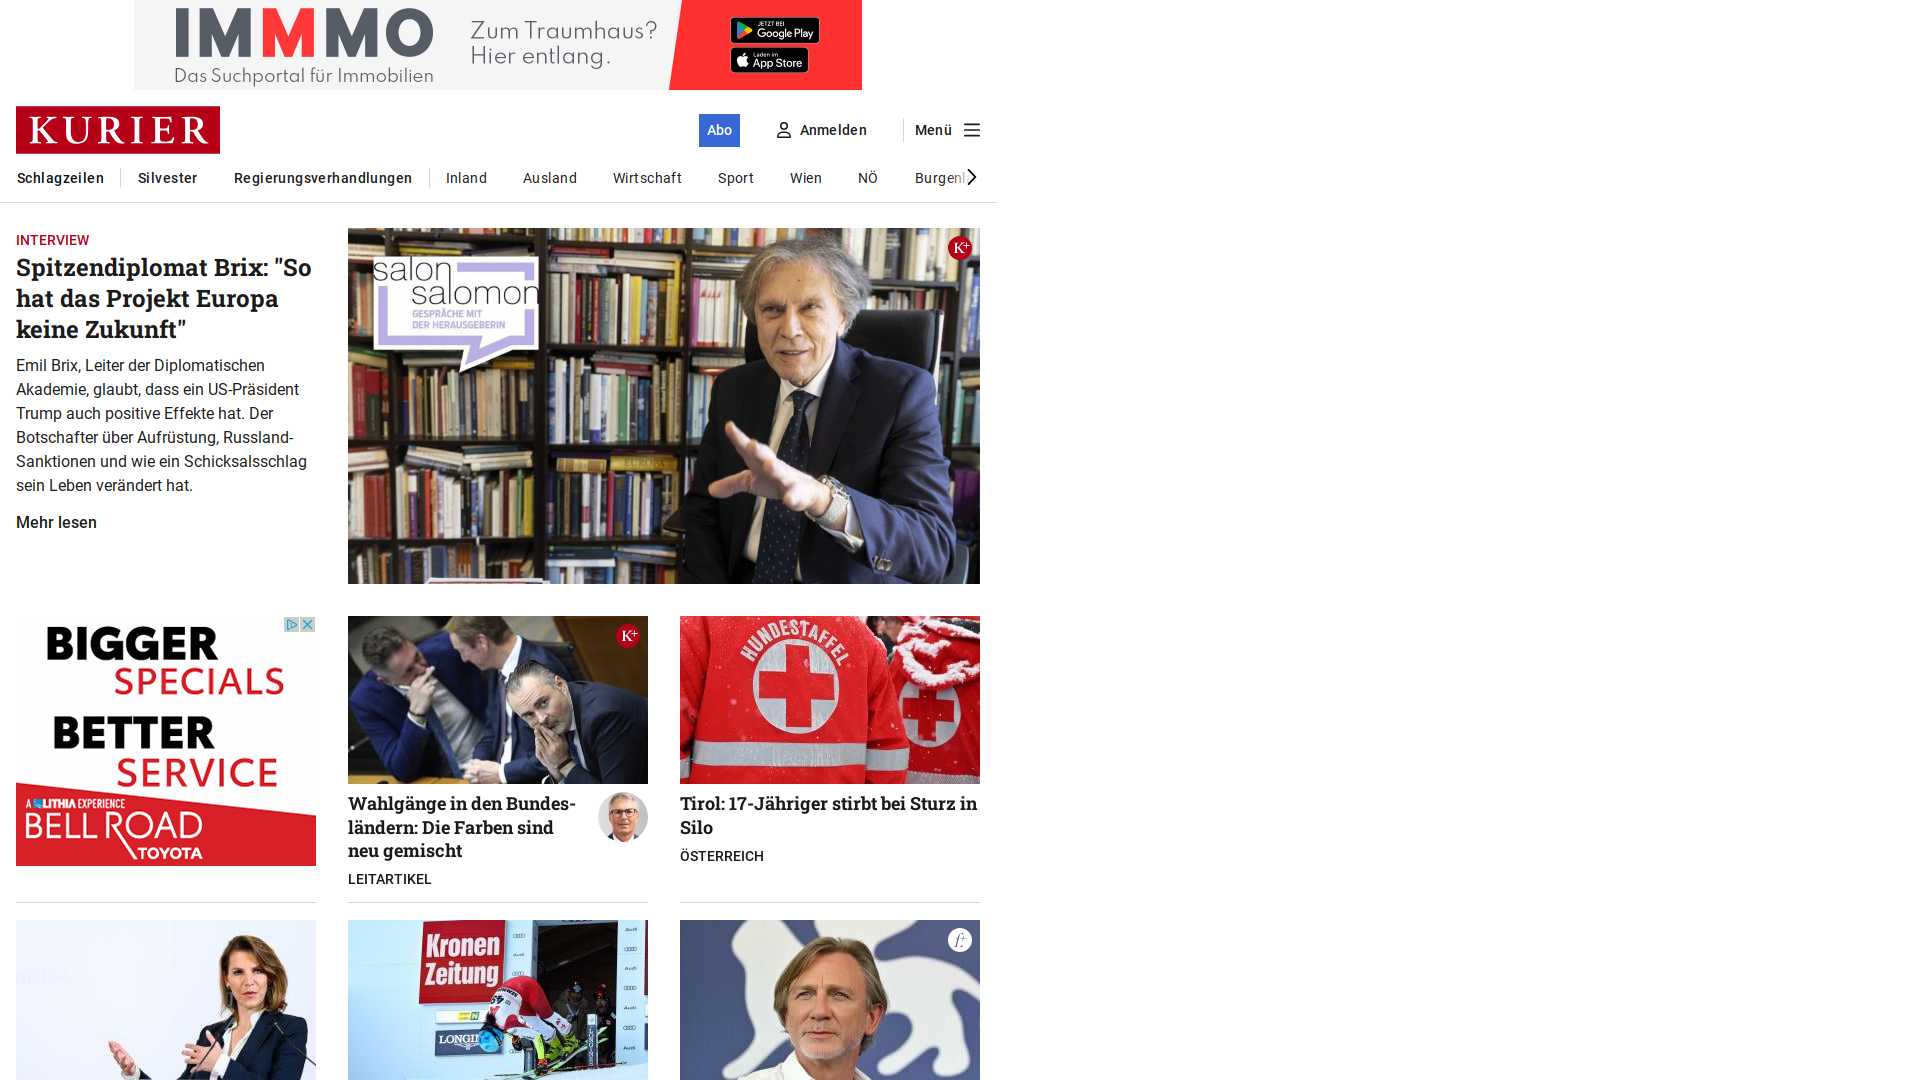 IMMMO
Das Suchportal für Immobilien
Zum Traumhaus?
Hier entlang.
JETZT BEI
Google Play
Laden im
App Store
KURIER
Abo
Anmelden
Menü
Schlagzeilen
Silvester
Regierungsverhandlungen
Inland
Ausland
Wirtschaft
Sport
Wien
NÖ
Burgenl
INTERVIEW
Spitzendiplomat Brix: "So
hat das Projekt Europa
keine Zukunft"
Emil Brix, Leiter der Diplomatischen
Akademie, glaubt, dass ein US-Präsident
Trump auch positive Effekte hat. Der
Botschafter über Aufrüstung, Russland-
Sanktionen und wie ein Schicksalsschlag
sein Leben verändert hat.
Mehr lesen
salon
salomon
GESPRÄCHE MIT
DER HERAUSGEBERIN
K+
BIGGER
SPECIALS
BETTER
SERVICE
A LITHIA EXPERIENCE
BELL ROAD
TOYOTA
K+
Wahlgänge in den Bundes-
ländern: Die Farben sind
neu gemischt
LEITARTIKEL
HUNDESTAFFEL
Tirol: 17-Jähriger stirbt bei Sturz in
Silo
ÖSTERREICH
Kronen
Zeitung
LONGIN
f+